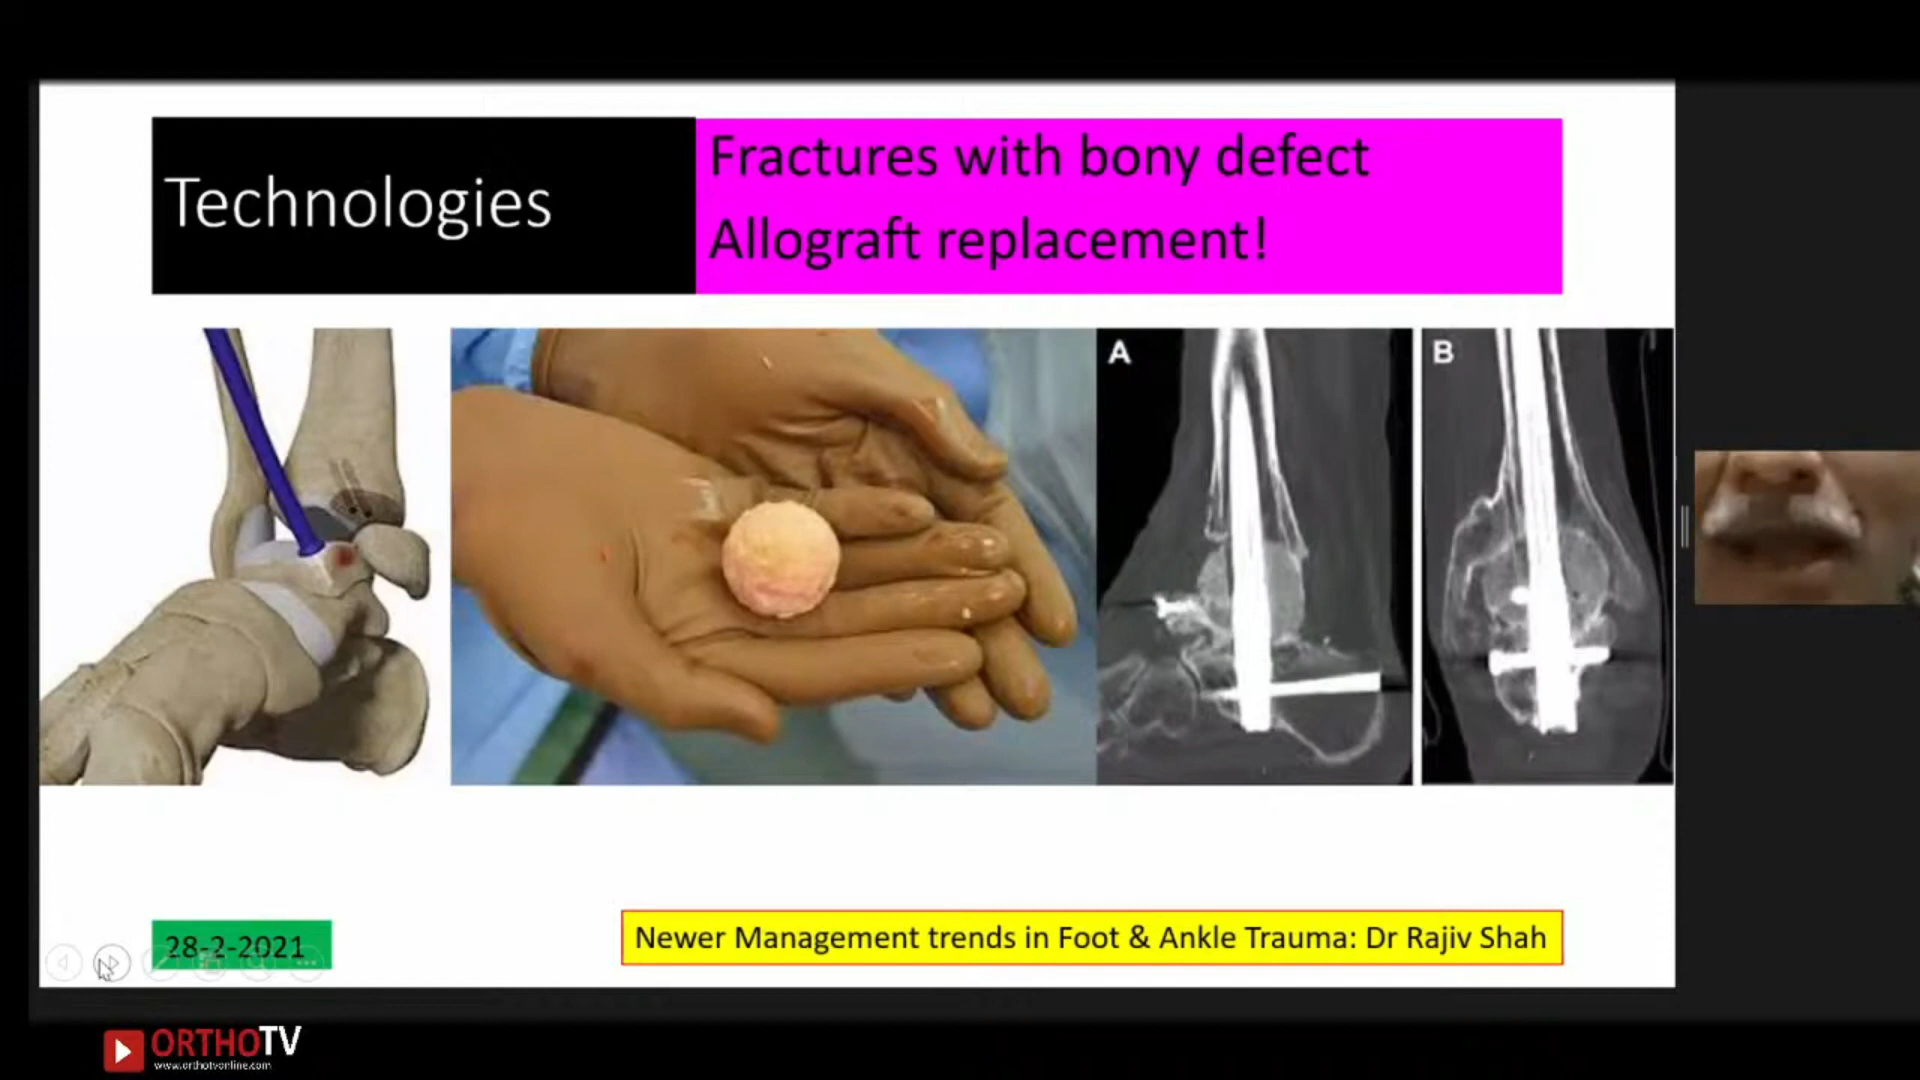 Technologies
Fractures with bony defect
Allograft replacement!
A
B
28-2-2021
Newer Management trends in Foot & Ankle Trauma: Dr Rajiv Shah
ORTHOTV
www.orthotvonline.com